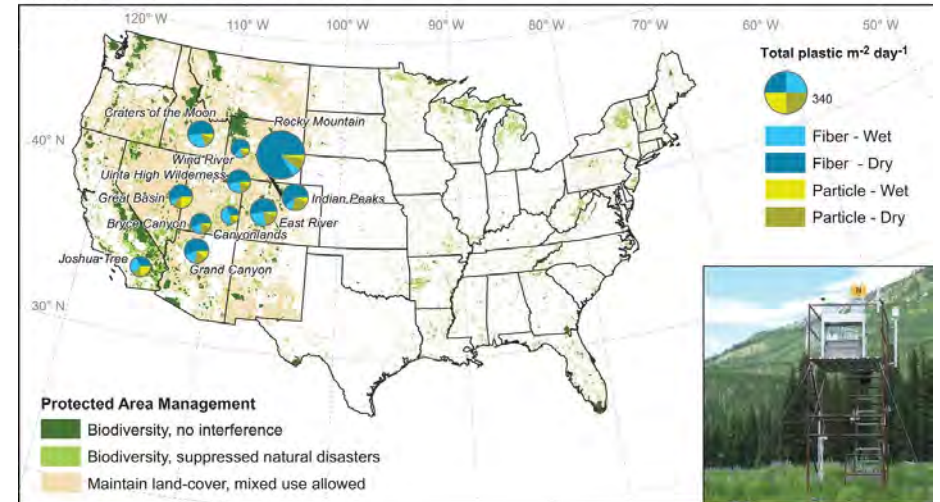 120° W
110° W
100° W
90° W
80° W
70° W
60° W
50° W
40° N
30° N
Total plastic m-2 day-1
340
Fiber - Wet
Fiber - Dry
Particle - Wet
Particle - Dry
Craters of the Moon
Rocky Mountain
Wind River
Uinta High Wilderness
Great Basin
Indian Peaks
Bryce Canyon
East River
Canyonlands
Joshua Tree
Grand Canyon
Protected Area Management
Biodiversity, no interference
Biodiversity, suppressed natural disasters
Maintain land-cover, mixed use allowed